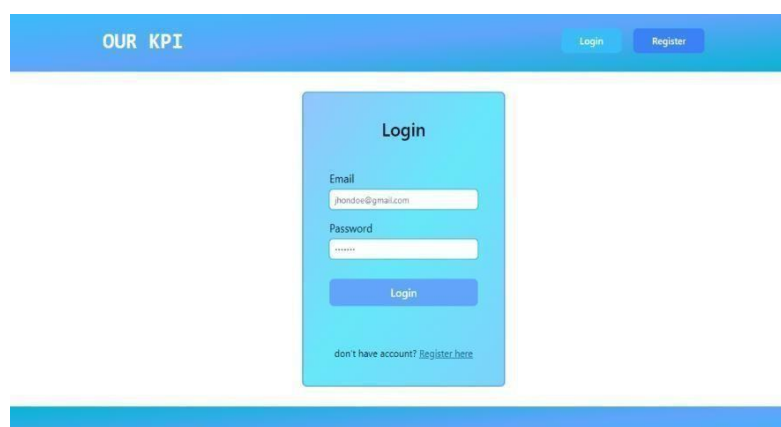 OUR KPI
Login Register
Login
Email
jhondoe@gmail.com
Password
•••••••
Login
don't have account? Register here